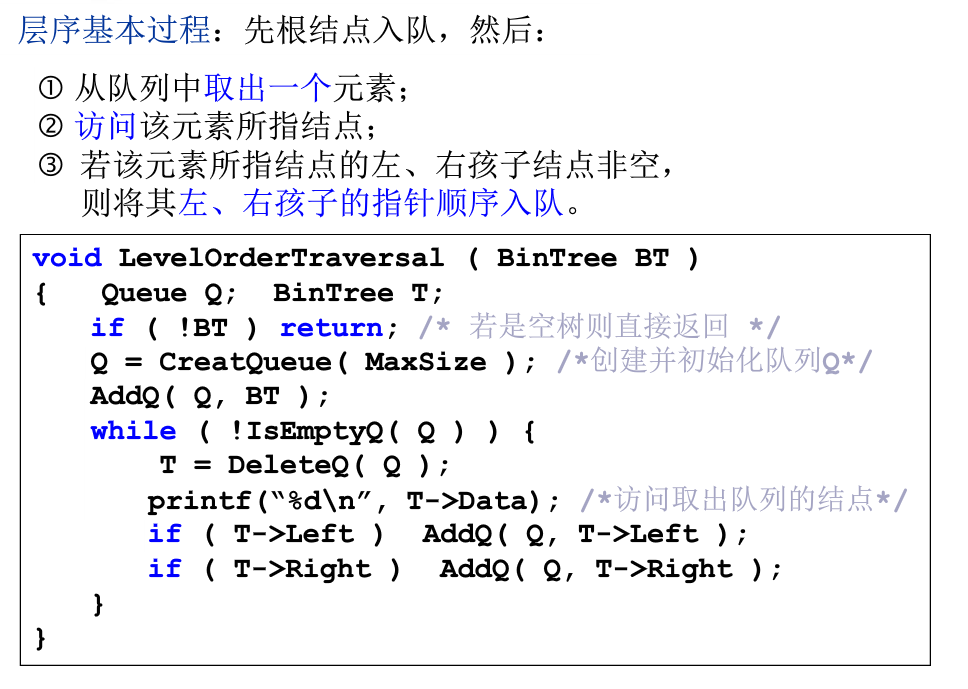 层序基本过程：先根结点入队，然后：
① 从队列中取出一个元素；
② 访问该元素所指结点；
③ 若该元素所指结点的左、右孩子结点非空，
则将其左、右孩子的指针顺序入队。
void LevelOrderTraversal ( BinTree BT )
{ Queue Q; BinTree T;
if ( !BT ) return; /* 若是空树则直接返回 */
Q = CreatQueue( MaxSize ); /*创建并初始化队列Q*/
AddQ( Q, BT );
while ( !IsEmptyQ( Q ) ) {
T = DeleteQ( Q );
printf(“%d\n”, T->Data); /*访问取出队列的结点*/
if ( T->Left ) AddQ( Q, T->Left );
if ( T->Right ) AddQ( Q, T->Right );
}
}